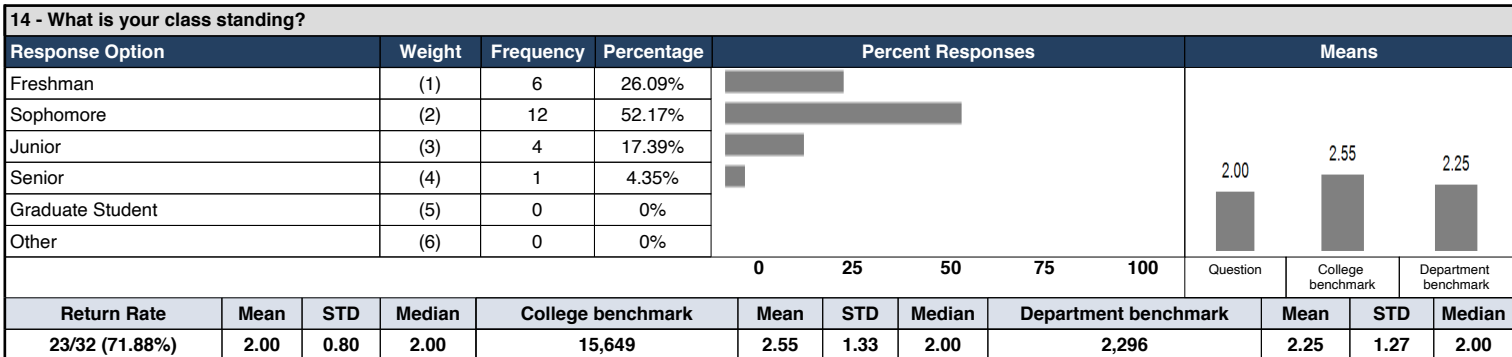 14 - What is your class standing?
Response Option Weight Frequency Percentage Percent Responses Means
Freshman (1) 6 26.09%
Sophomore (2) 12 52.17%
Junior (3) 4 17.39%
Senior (4) 1 4.35%
Graduate Student (5) 0 0%
Other (6) 0 0%
2.00 2.55 2.25
0 25 50 75 100 Question College benchmark Department benchmark
Return Rate Mean STD Median College benchmark Mean STD Median Department benchmark Mean STD Median
23/32 (71.88%) 2.00 0.80 2.00 15,649 2.55 1.33 2.00 2,296 2.25 1.27 2.00